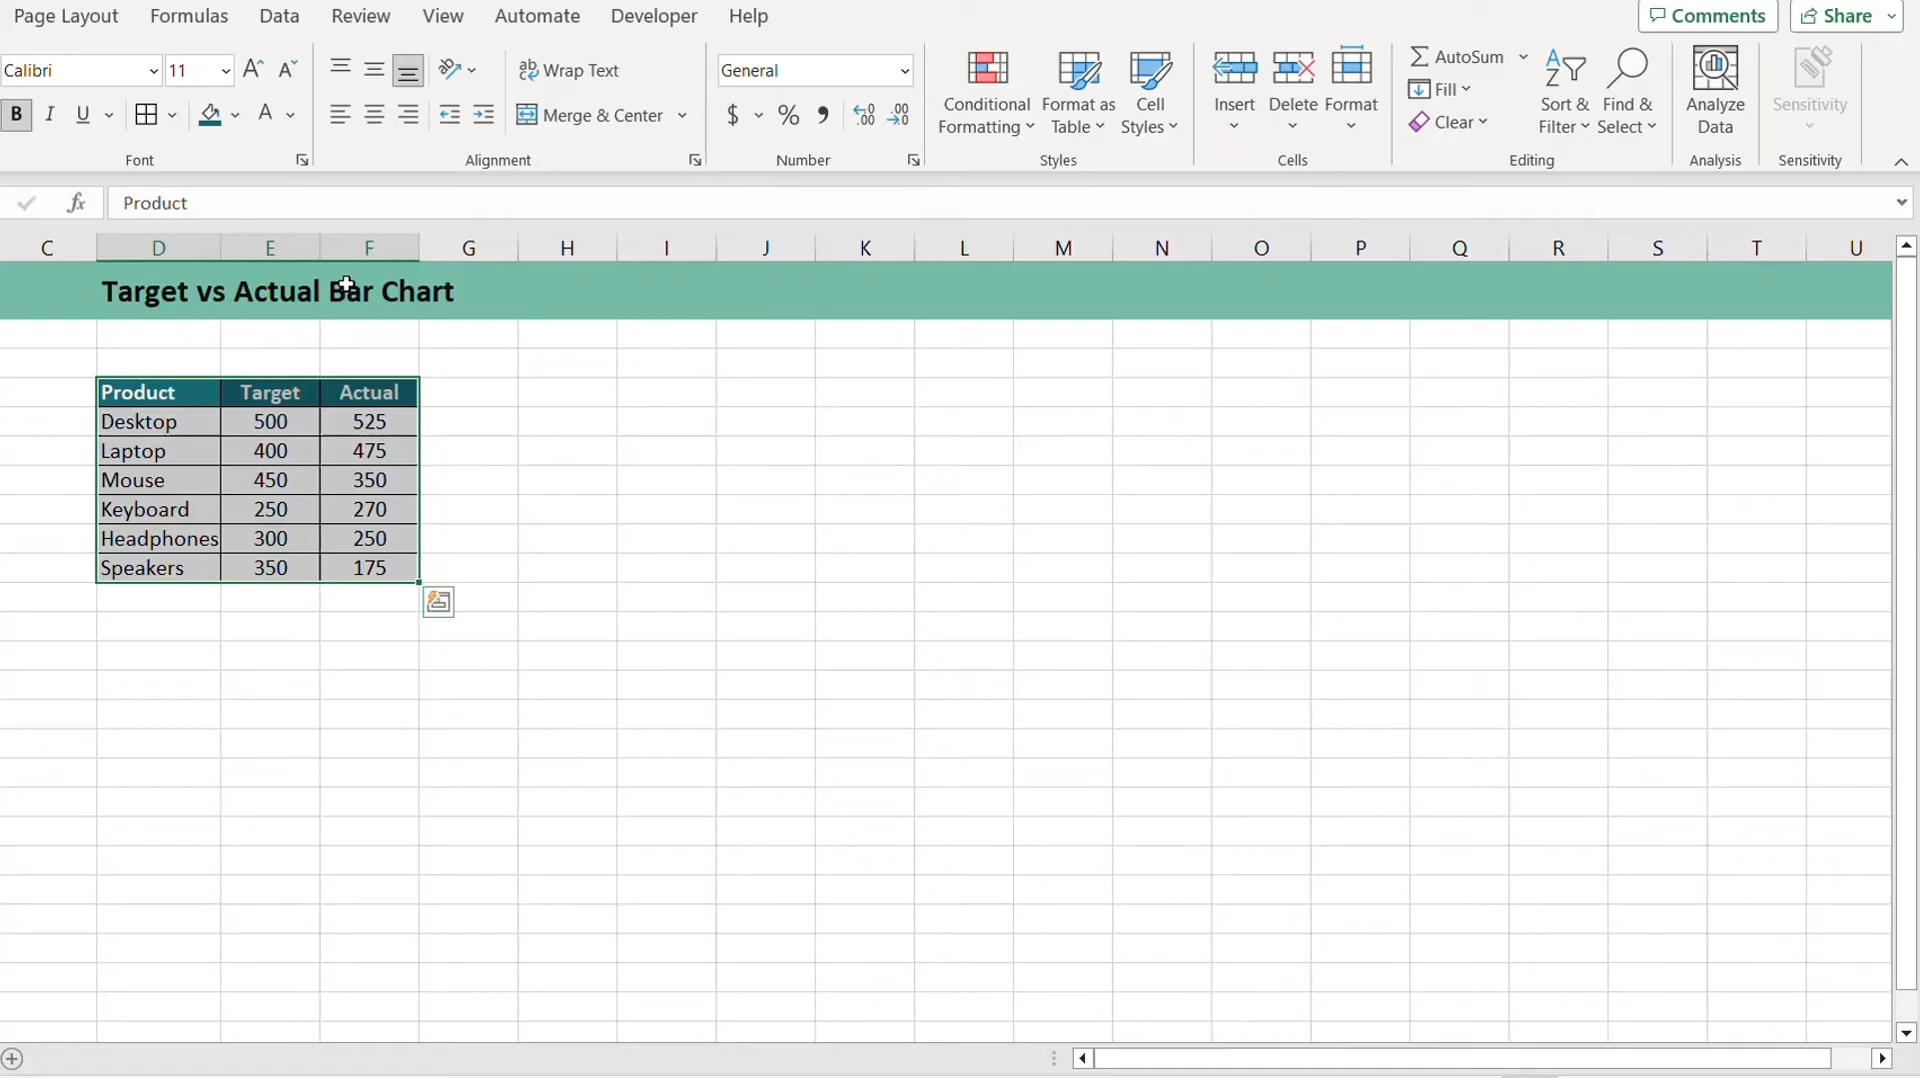 Page Layout Formulas Data Review View Automate Developer Help Comments Share
Calibri 11 Wrap Text General AutoSum
Fill
Conditional Formatting Format as Table Cell Styles Insert Delete Format Sort & Filter Find & Select Analyze Data Sensitivity
B I U A Merge & Center $ % , Clear
Font Alignment Number Styles Cells Editing Analysis Sensitivity
fx Product
C D E F G H I J K L M N O P Q R S T U
Target vs Actual Bar Chart
Product Target Actual
Desktop 500 525
Laptop 400 475
Mouse 450 350
Keyboard 250 270
Headphones 300 250
Speakers 350 175